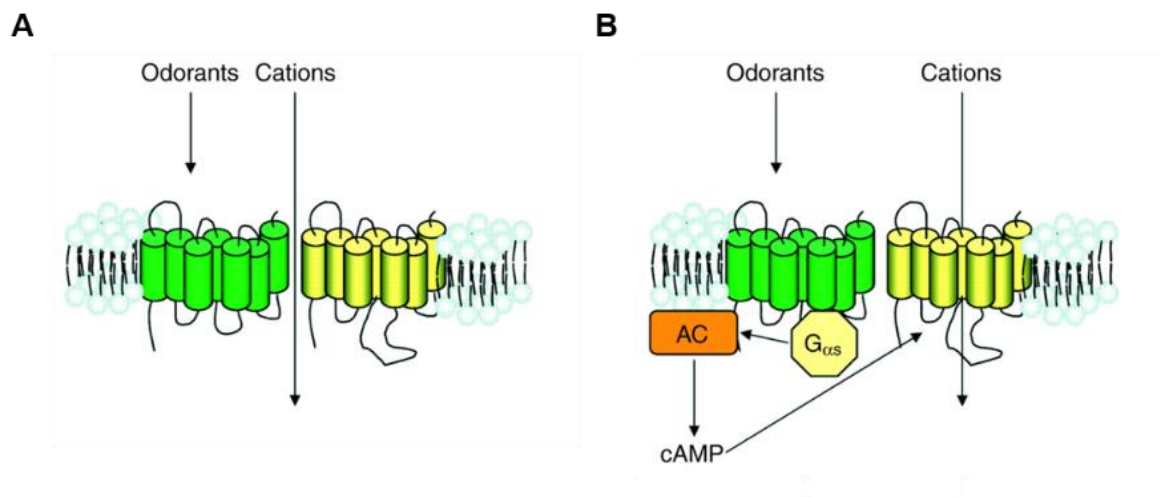 A
B
Odorants Cations
Odorants
Cations
AC
Gαs
cAMP